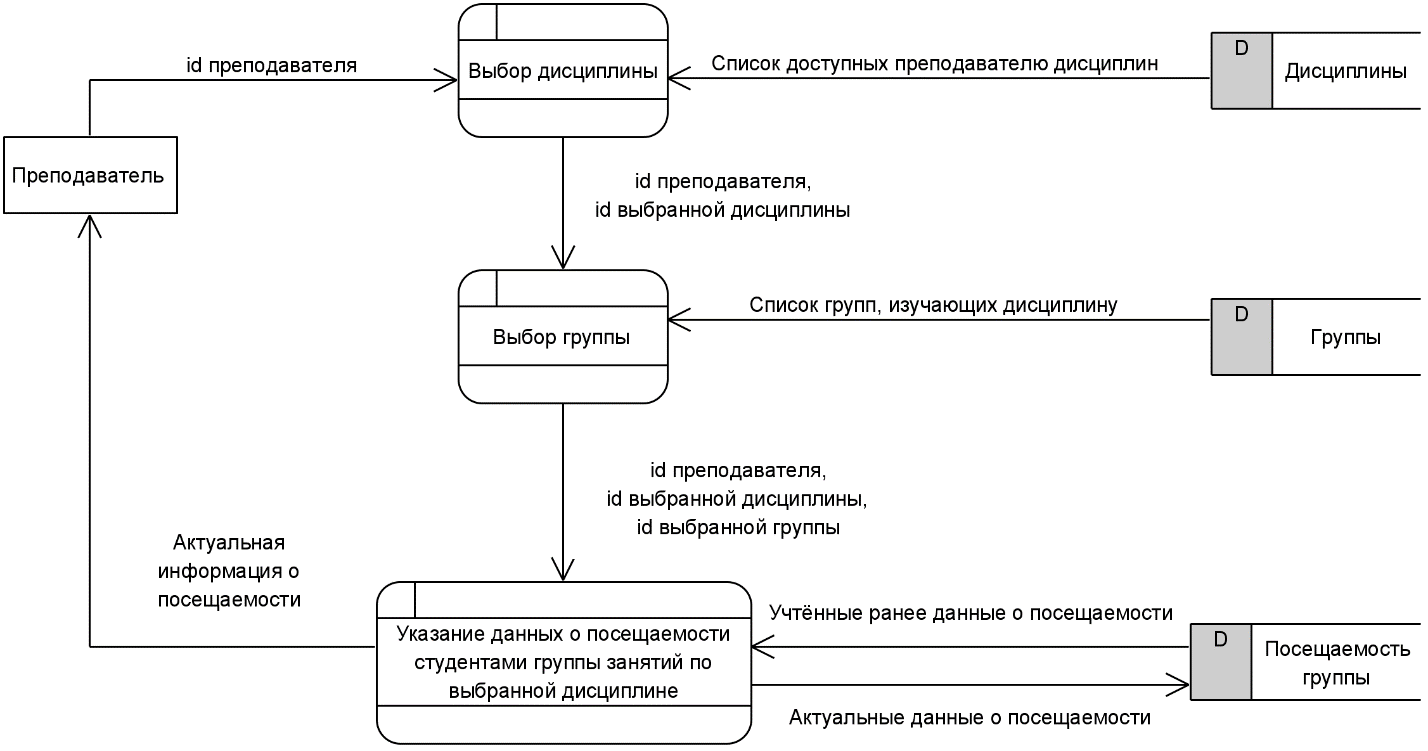 id преподавателя
Выбор дисциплины
Список доступных преподавателю дисциплин
D
Дисциплины
Преподаватель
id преподавателя,
id выбранной дисциплины
Выбор группы
Список групп, изучающих дисциплину
D
Группы
id преподавателя,
id выбранной дисциплины,
id выбранной группы
Актуальная
информация о
посещаемости
Указание данных о посещаемости
студентами группы занятий по
выбранной дисциплине
Учтённые ранее данные о посещаемости
D
Посещаемость
группы
Актуальные данные о посещаемости